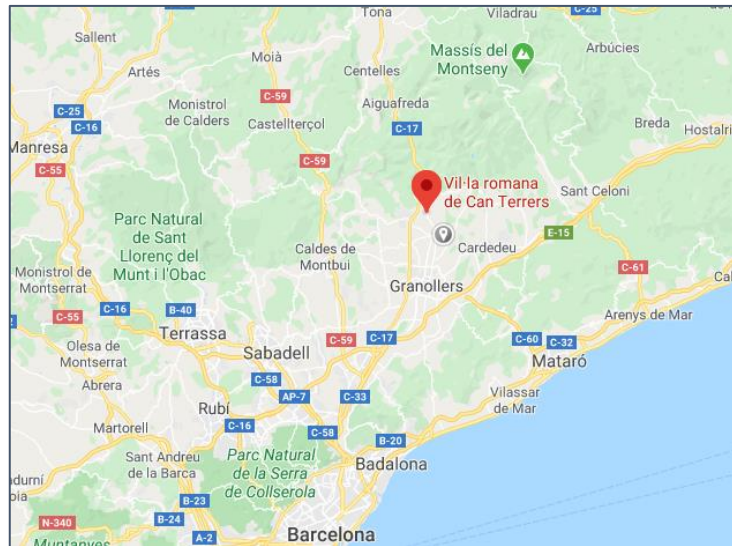 Sallent
Tona
Viladrau
C-25
Artés
Moià
Massís del
Montseny
Arbúcies
Centelles
C-59
C-25
C-16
Monistrol
de Calders
Aiguafreda
Castellterçol
C-17
Breda
Hostalri
Manresa
C-55
C-59
Vil·la romana
de Can Terrers
Sant Celoni
Parc Natural
de Sant
Llorenç del
Munt i l'Obac
Caldes de
Montbui
Cardedeu
E-15
Monistrol de
Montserrat
C-61
Granollers
C-16
B-40
C-55
Arenys de Mar
Terrassa
C-59
C-17
C-60
C-32
Olesa de
Montserrat
Sabadell
Mataró
Abrera
C-58
AP-7
C-33
Vilassar
de Mar
Rubí
C-16
C-58
Martorell
B-20
Sant Andreu
de la Barca
Parc Natural
de la Serra
de Collserola
Badalona
B-23
N-340
B-24
A-2
Barcelona